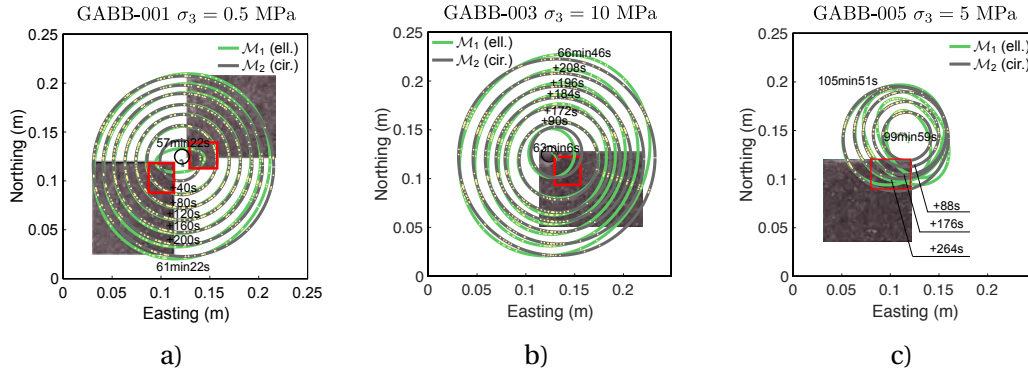 GABB-001 σ₃ = 0.5 MPa
0.25
0.2
0.15
0.1
0.05
0
0
0.05
0.1
0.15
0.2
0.25
Northing (m)
Easting (m)
M₁ (ell.)
M₂ (cir.)
57min22s
+40s
+80s
+120s
+160s
+200s
61min22s
a)
GABB-003 σ₃ = 10 MPa
0.25
0.2
0.15
0.1
0.05
0
0
0.05
0.1
0.15
0.2
Northing (m)
Easting (m)
M₁ (ell.)
M₂ (cir.)
66min46s
+208s
+196s
+184s
+172s
+90s
63min6s
b)
GABB-005 σ₃ = 5 MPa
0.25
0.2
0.15
0.1
0.05
0
0
0.05
0.1
0.15
0.2
Northing (m)
Easting (m)
M₁ (ell.)
M₂ (cir.)
105min51s
99min59s
+88s
+176s
+264s
c)